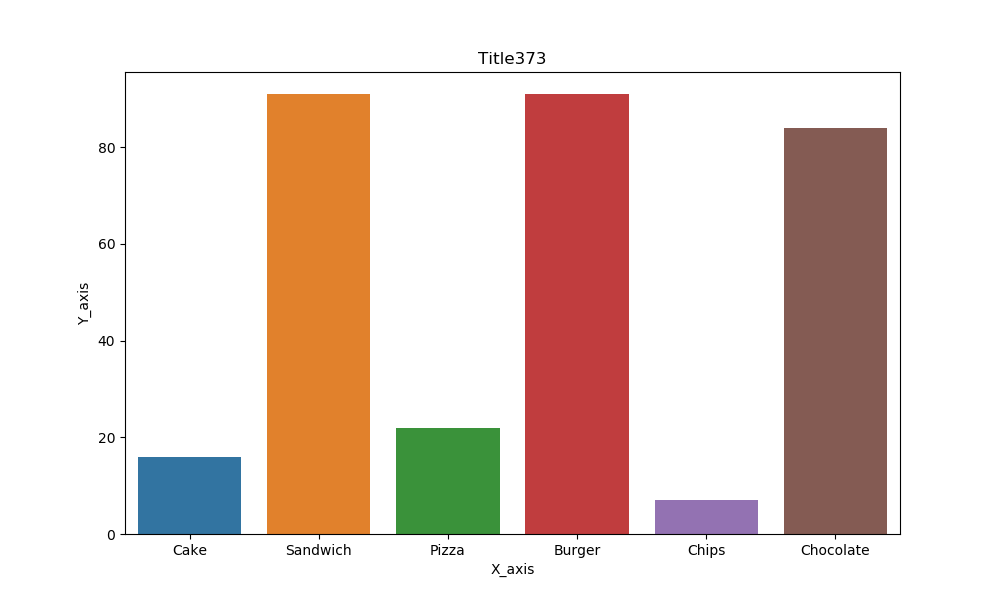 Title373
80
60
40
20
0
Y_axis
Cake Sandwich Pizza Burger Chips Chocolate
X_axis